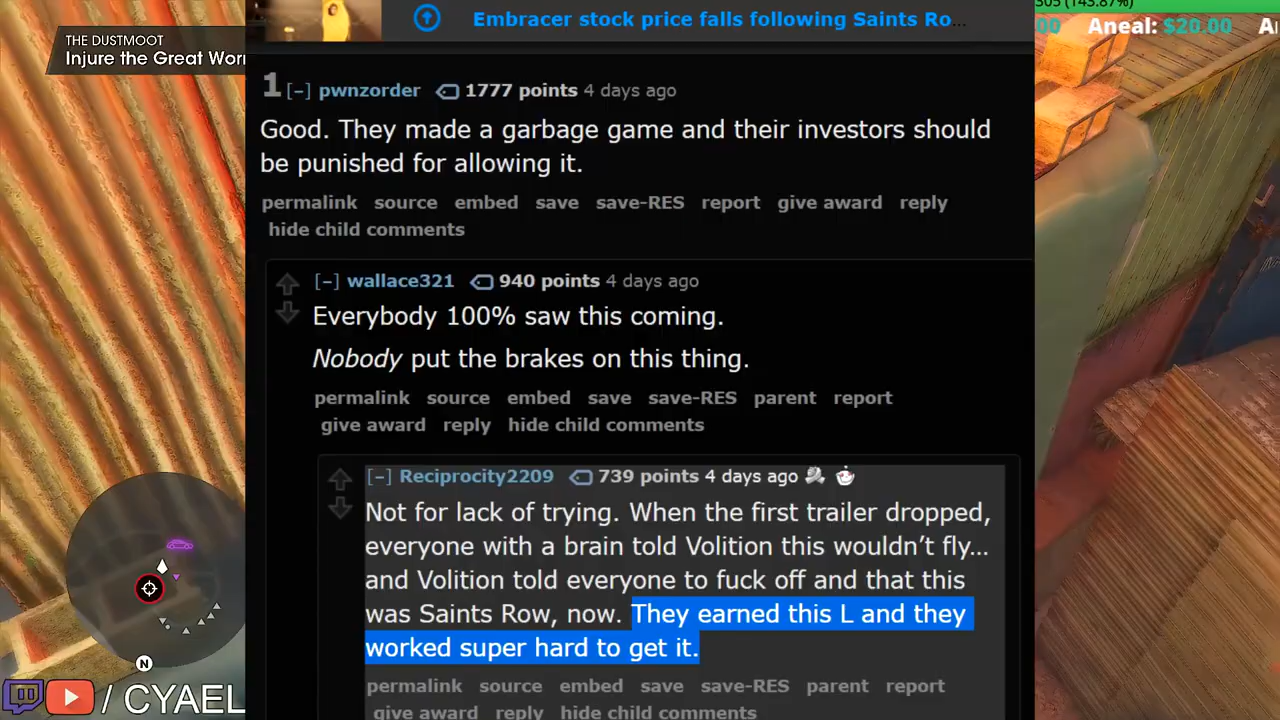 305 (143.87%)
THE DUSTMOOT
Injure the Great Wor
Embracer stock price falls following Saints Ro...
00 Aneal: $20.00
1 [–] pwnzorder 1777 points 4 days ago
Good. They made a garbage game and their investors should
be punished for allowing it.
permalink source embed save save-RES report give award reply
hide child comments
[–] wallace321 940 points 4 days ago
Everybody 100% saw this coming.
Nobody put the brakes on this thing.
permalink source embed save save-RES parent report
give award reply hide child comments
[–] Reciprocity2209 739 points 4 days ago
Not for lack of trying. When the first trailer dropped,
everyone with a brain told Volition this wouldn’t fly…
and Volition told everyone to fuck off and that this
was Saints Row, now. They earned this L and they
worked super hard to get it.
permalink source embed save save-RES parent report
give award reply hide child comments
N
/ CYAEL